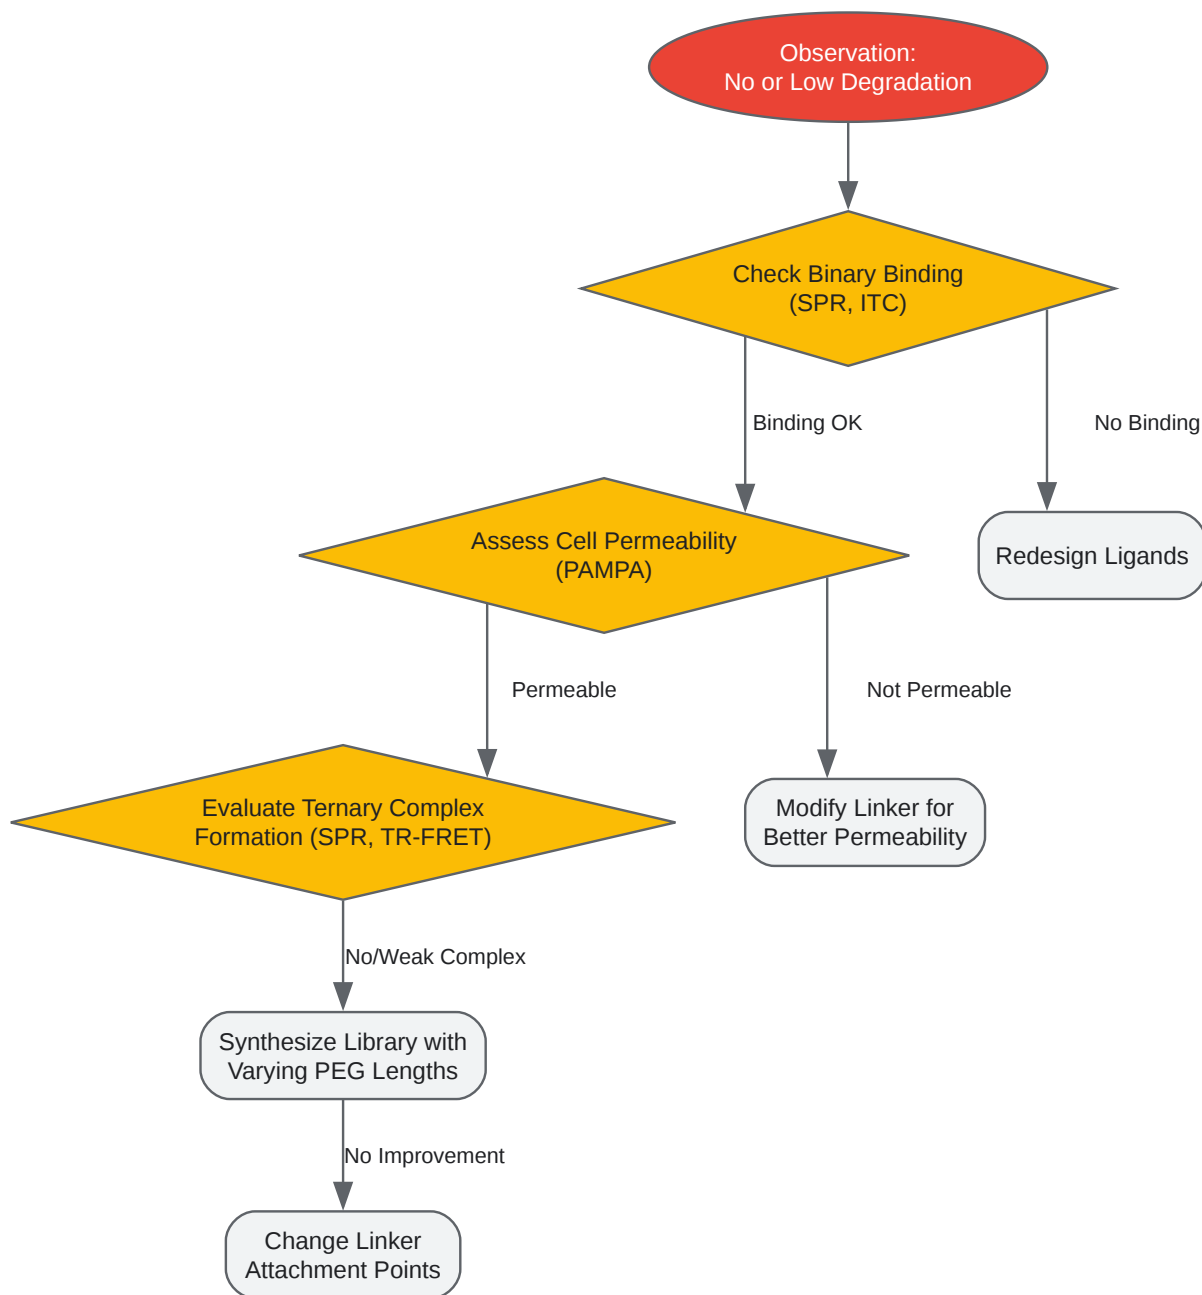 Observation:
No or Low Degradation
Check Binary Binding
(SPR, ITC)
Binding OK
No Binding
Assess Cell Permeability
(PAMPA)
Redesign Ligands
Permeable
Not Permeable
Evaluate Ternary Complex
Formation (SPR, TR-FRET)
Modify Linker for
Better Permeability
No/Weak Complex
Synthesize Library with
Varying PEG Lengths
No Improvement
Change Linker
Attachment Points